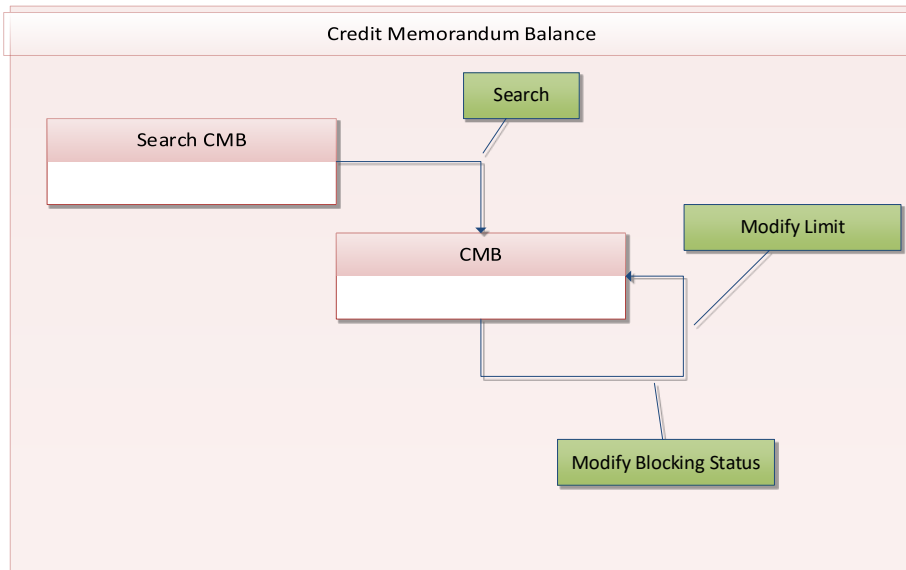 Credit Memorandum Balance
Search
Search CMB
Modify Limit
CMB
Modify Blocking Status